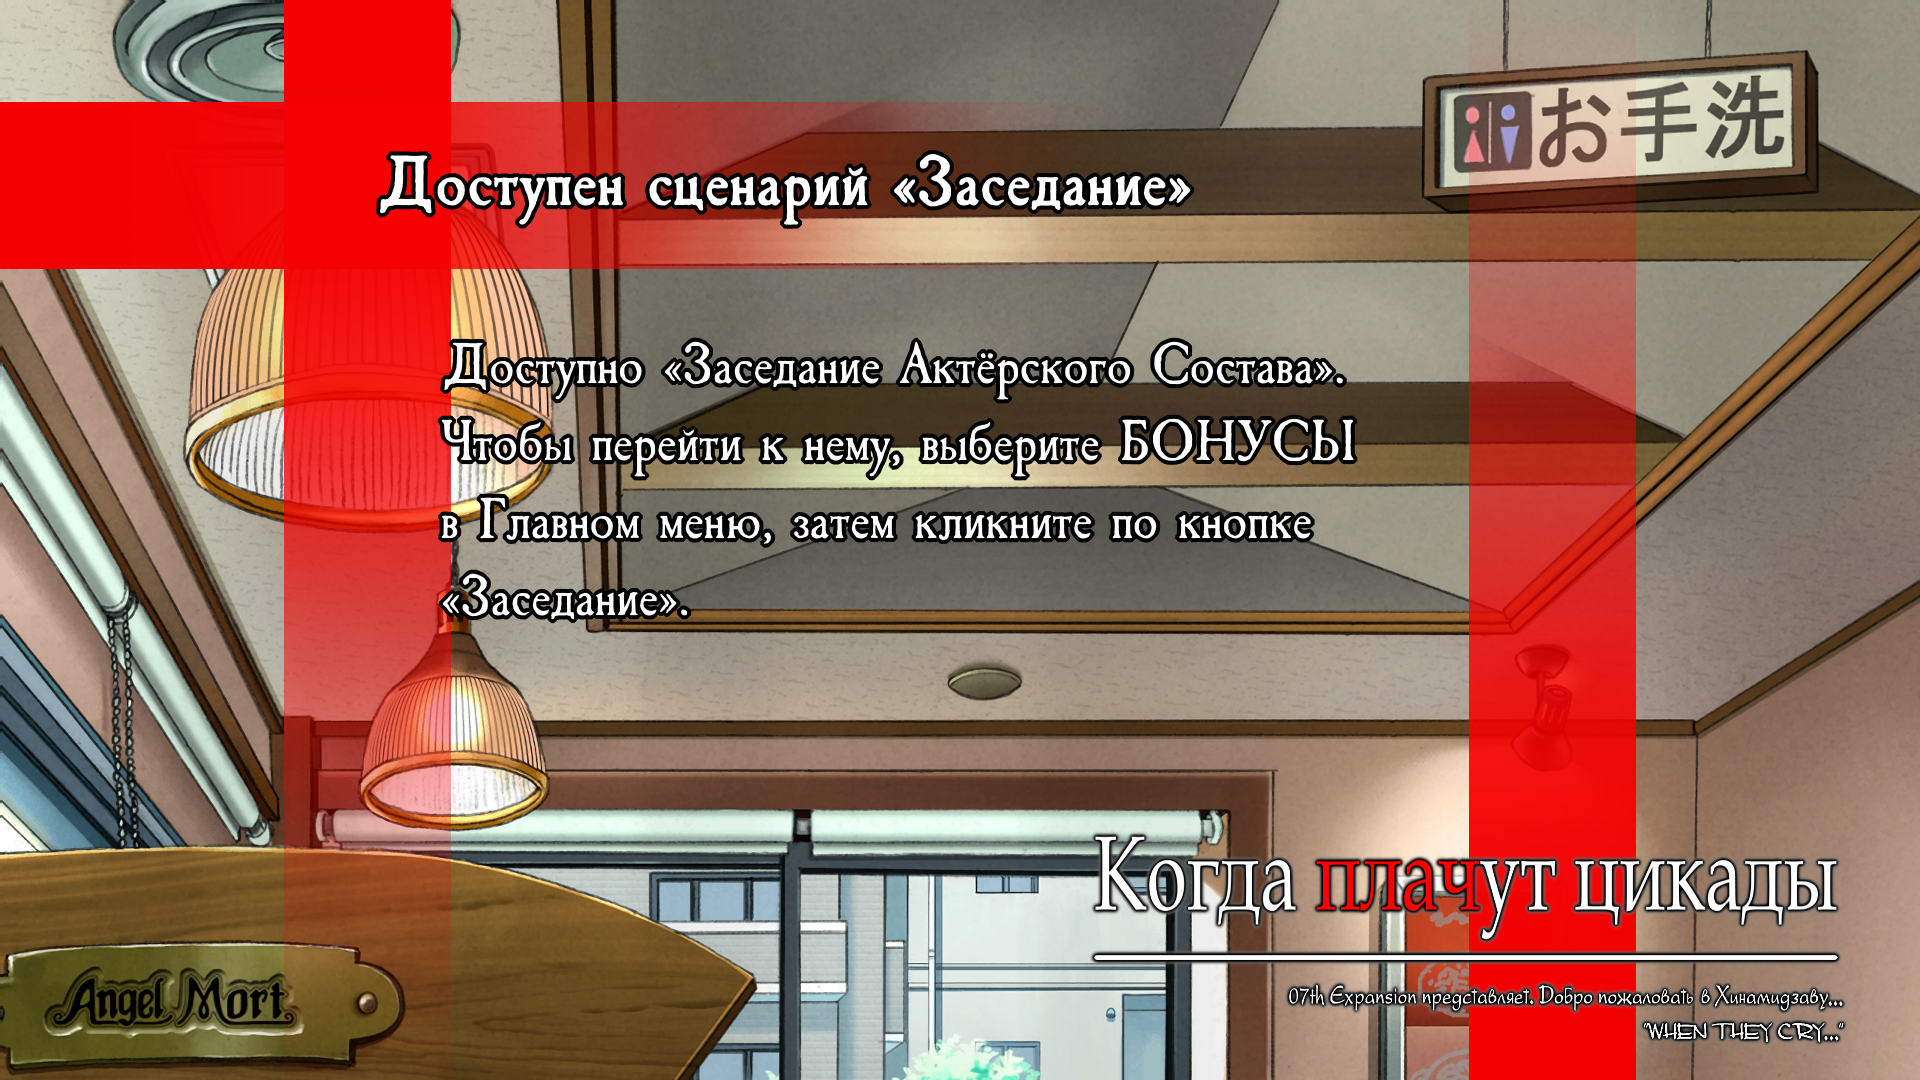 お手洗
Доступен сценарий «Заседание»
Доступно «Заседание Актёрского Состава».
Чтобы перейти к нему, выберите БОНУСЫ
в Главном меню, затем кликните по кнопке
«Заседание».
Когда плачут цикады
07th Expansion представляет. Добро пожаловать в Хинамидзаву...
"WHEN THEY CRY..."
Angel Mort